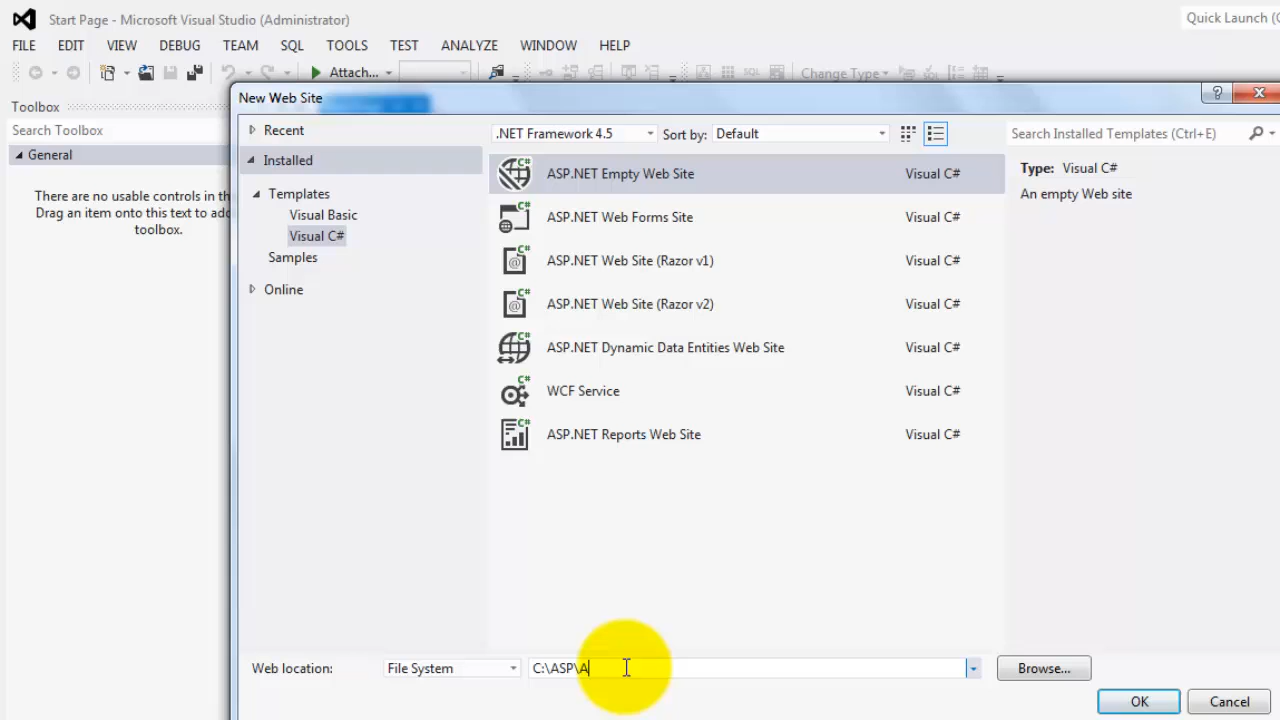 Start Page - Microsoft Visual Studio (Administrator)
Quick Launch (C
FILE EDIT VIEW DEBUG TEAM SQL TOOLS TEST ANALYZE WINDOW HELP
Attach...
Change Type
Toolbox
Search Toolbox
General
There are no usable controls in th
Drag an item onto this text to add
toolbox.
New Web Site
Recent
Installed
Templates
Visual Basic
Visual C#
Samples
Online
.NET Framework 4.5 Sort by: Default
Search Installed Templates (Ctrl+E)
ASP.NET Empty Web Site Visual C#
ASP.NET Web Forms Site Visual C#
ASP.NET Web Site (Razor v1) Visual C#
ASP.NET Web Site (Razor v2) Visual C#
ASP.NET Dynamic Data Entities Web Site Visual C#
WCF Service Visual C#
ASP.NET Reports Web Site Visual C#
Type: Visual C#
An empty Web site
Web location: File System C:\ASP\A Browse...
OK Cancel